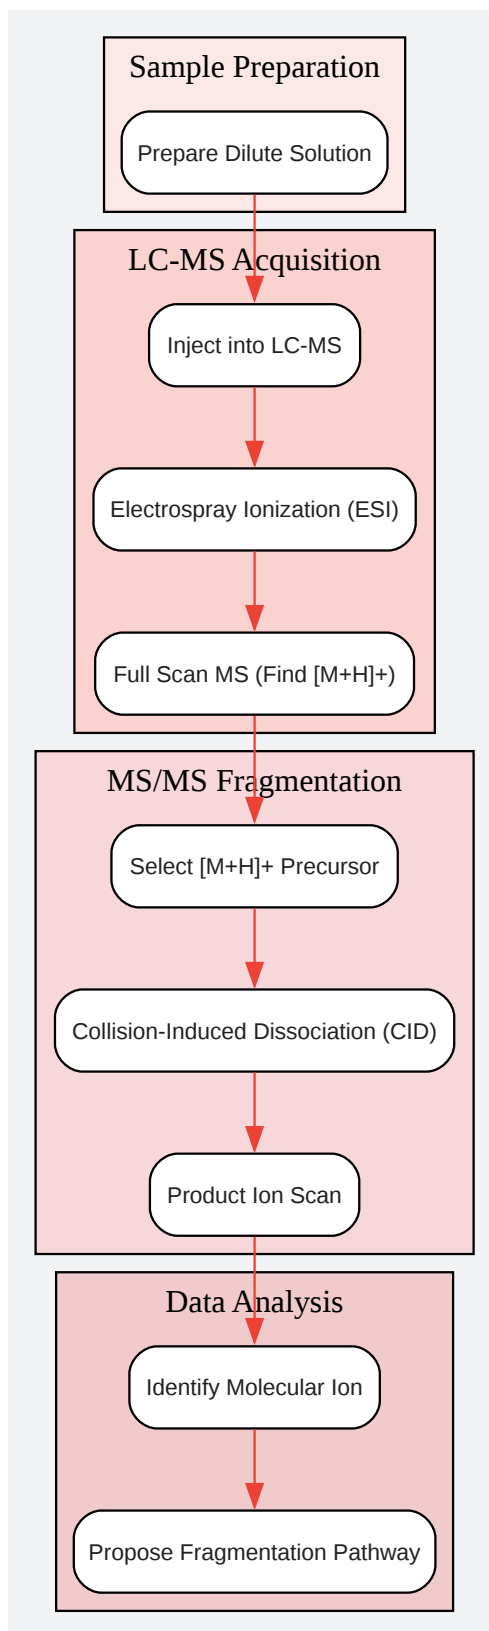 Sample Preparation
Prepare Dilute Solution
LC-MS Acquisition
Inject into LC-MS
Electrospray Ionization (ESI)
Full Scan MS (Find [M+H]+)
MS/MS Fragmentation
Select [M+H]+ Precursor
Collision-Induced Dissociation (CID)
Product Ion Scan
Data Analysis
Identify Molecular Ion
Propose Fragmentation Pathway